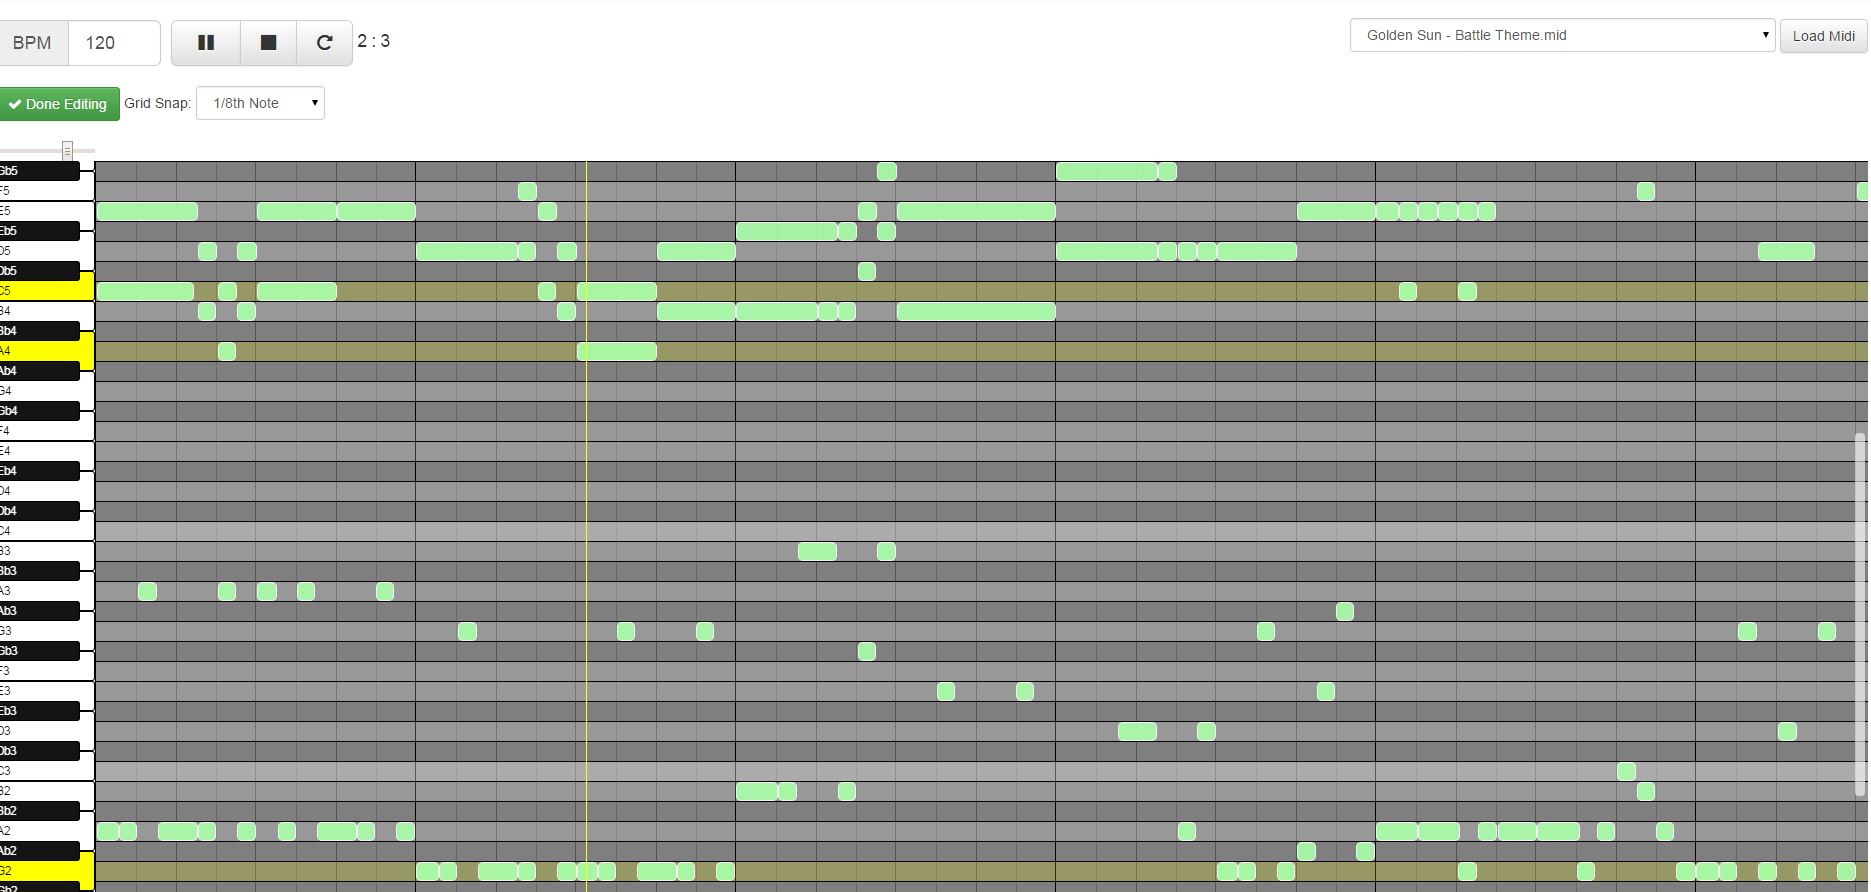 BPM 120 2 : 3 Golden Sun - Battle Theme.mid Load Midi
Done Editing Grid Snap: 1/8th Note
Gb5
F5
E5
Eb5
D5
Db5
C5
B4
Bb4
A4
Ab4
G4
Gb4
F4
E4
Eb4
D4
Db4
C4
B3
Bb3
A3
Ab3
G3
Gb3
F3
E3
Eb3
D3
Db3
C3
B2
Bb2
A2
Ab2
G2
Gb2